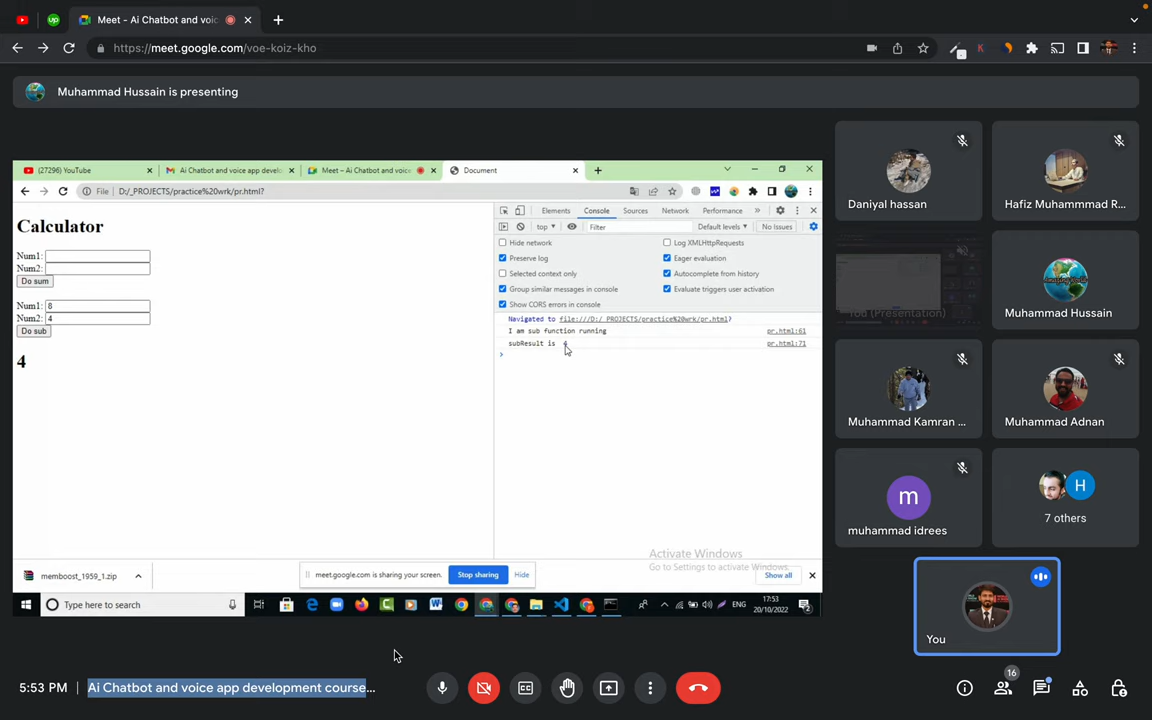 Meet - Ai Chatbot and voic
https://meet.google.com/voe-koiz-kho
Muhammad Hussain is presenting
(27296) YouTube
Ai Chatbot and voice app develo
Meet – Ai Chatbot and voice
Document
File
D:/_PROJECTS/practice%20wrk/pr.html?
Calculator
Num1:
Num2:
Do sum
Num1: 8
Num2: 4
Do sub
4
Elements
Console
Sources
Network
Performance
top
Filter
Default levels
No Issues
Hide network
Log XMLHttpRequests
Preserve log
Eager evaluation
Selected context only
Autocomplete from history
Group similar messages in console
Evaluate triggers user activation
Show CORS errors in console
Navigated to file:///D:/_PROJECTS/practice%20wrk/pr.html?
I am sub function running pr.html:61
subResult is 4 pr.html:71
Activate Windows
Go to Settings to activate Windows.
memboost_1959_1.zip
meet.google.com is sharing your screen.
Stop sharing
Hide
Show all
Type here to search
ENG
17:53
20/10/2022
Daniyal hassan
Hafiz Muhammmad R...
You (Presentation)
Muhammad Hussain
Muhammad Kamran ...
Muhammad Adnan
m
muhammad idrees
H
7 others
You
5:53 PM
Ai Chatbot and voice app development course...
16